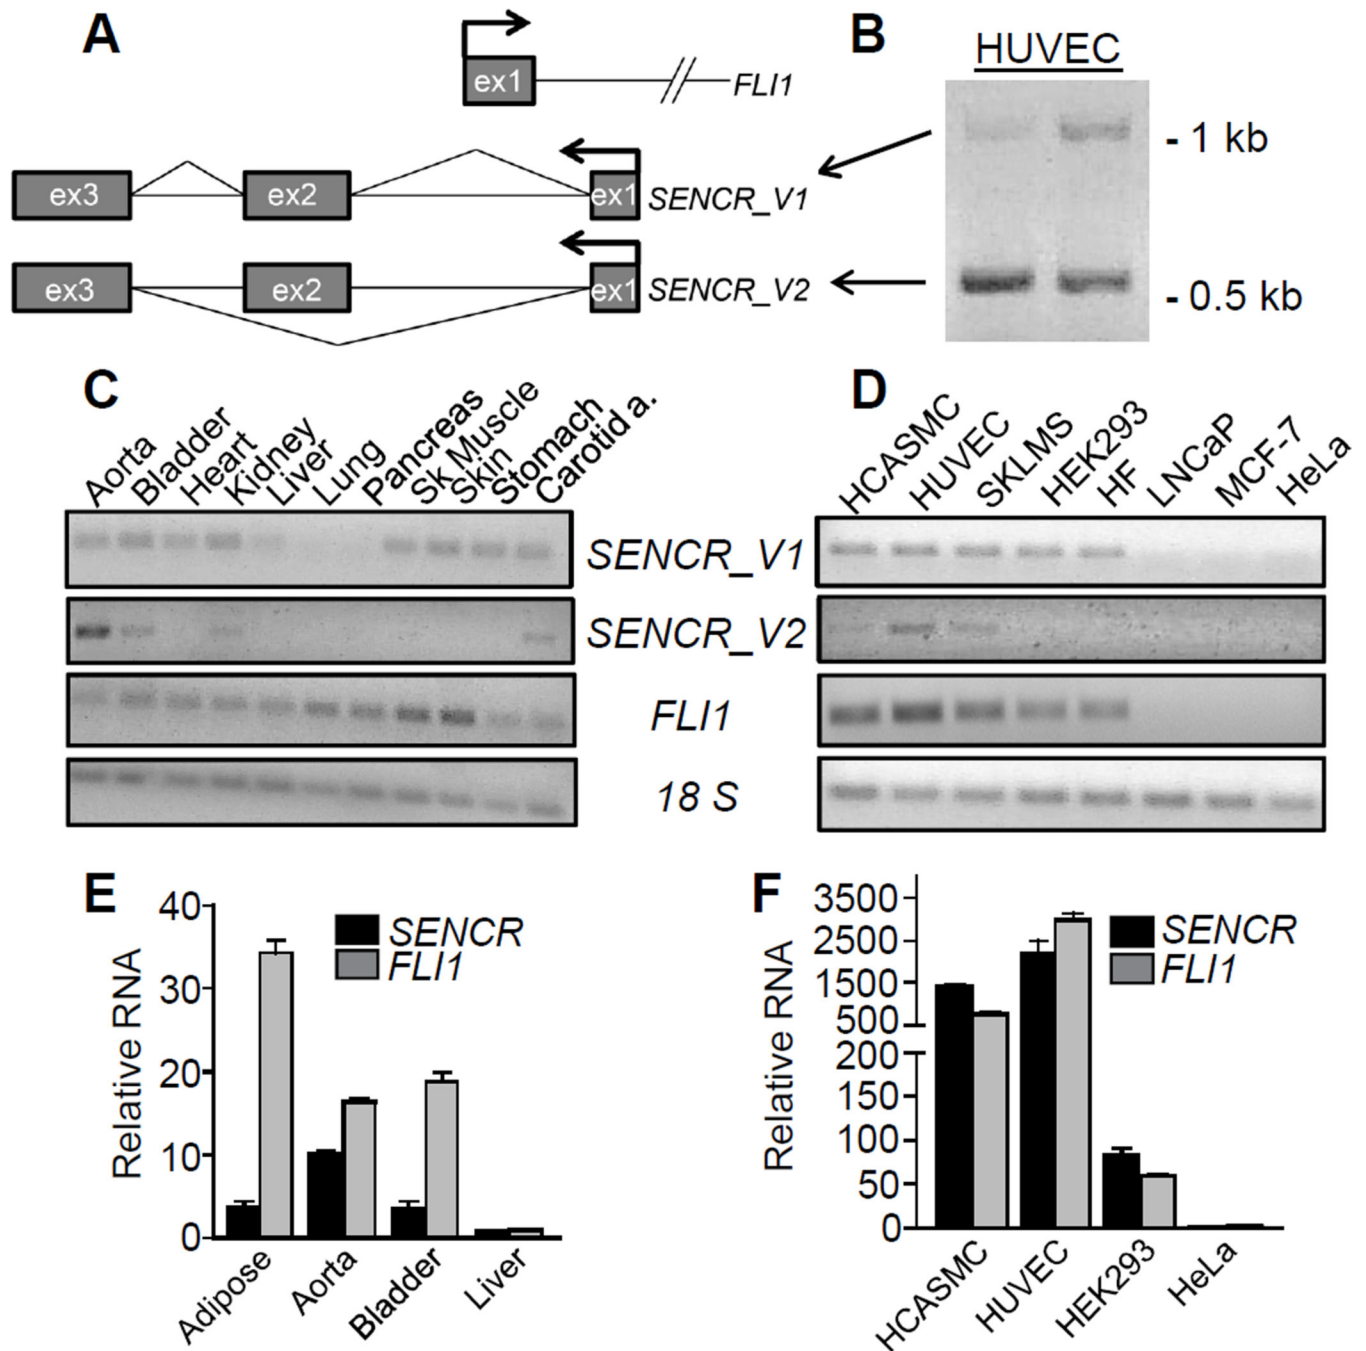 A
ex1
FLI1
ex3
ex2
ex1
SENCR_V1
ex3
ex2
ex1
SENCR_V2
B
HUVEC
- 1 kb
- 0.5 kb
C
Aorta
Bladder
Heart
Kidney
Liver
Lung
Pancreas
Sk Muscle
Skin
Stomach
Carotid a.
D
HCASMC
HUVEC
SKLMS
HEK293
HF
LNCaP
MCF-7
HeLa
SENCR_V1
SENCR_V2
FLI1
18 S
E
Relative RNA
40
30
20
10
0
SENCR
FLI1
Adipose
Aorta
Bladder
Liver
F
Relative RNA
3500
2500
1500
500
200
150
100
50
0
SENCR
FLI1
HCASMC
HUVEC
HEK293
HeLa